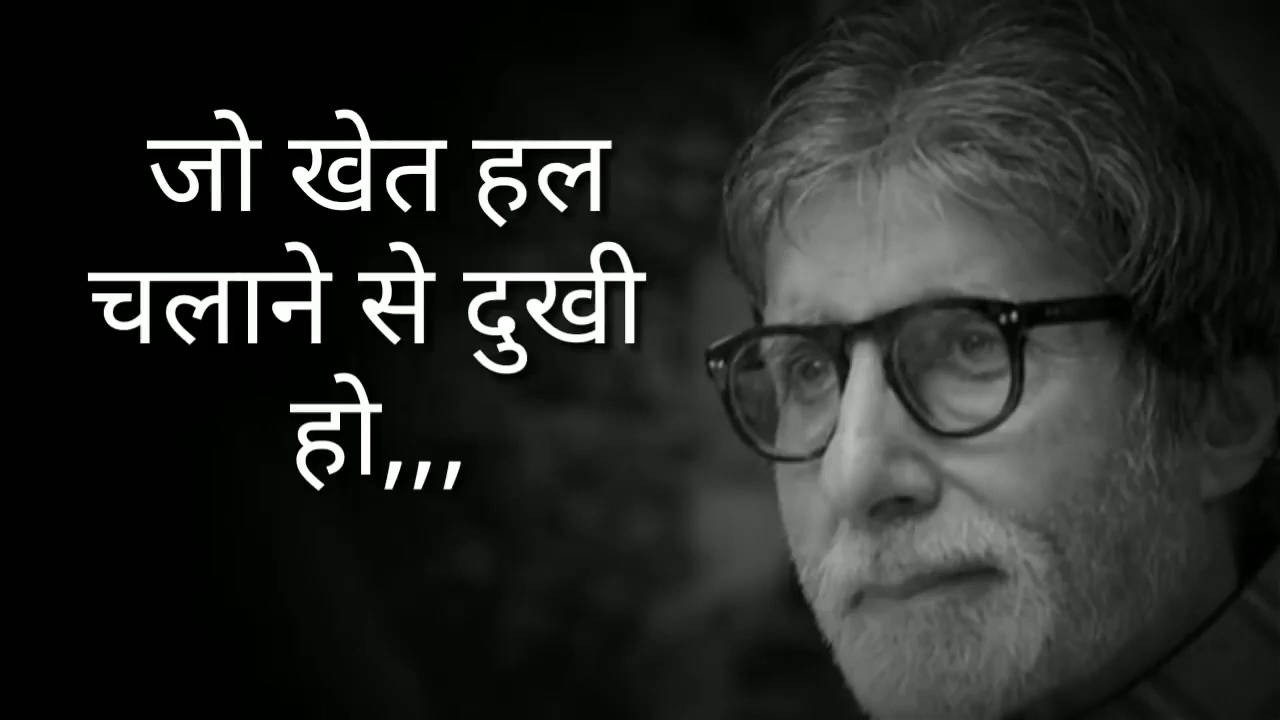 जो खेत हल
चलाने से दुखी
हो,,,